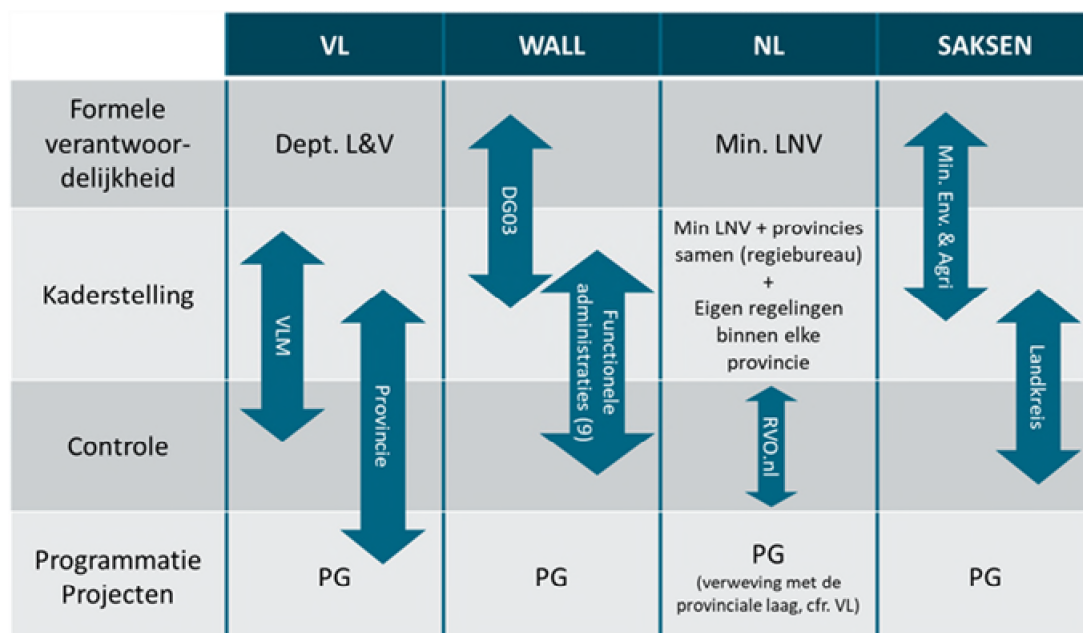 VL
WALL
NL
SAKSEN
Formele
verantwoor-
delijkheid
Dept. L&V
DG03
Min. LNV
Min. Env. & Agri
Kaderstelling
VLM
Provincie
Functionele
administraties (9)
Min LNV + provincies
samen (regiebureau)
+
Eigen regelingen
binnen elke
provincie
Landkreis
Controle
RVO.nl
Programmatie
Projecten
PG
PG
PG
(verweving met de
provinciale laag, cfr. VL)
PG